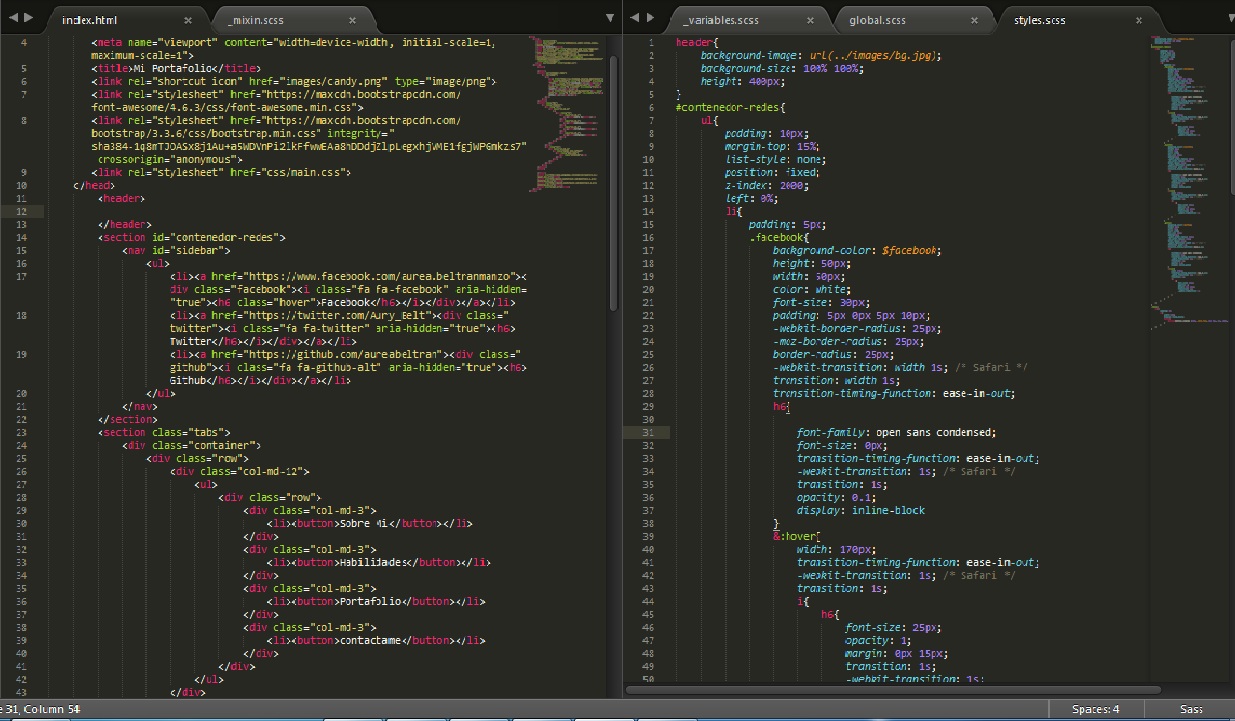 index.html × _mixin.scss ×
4 <meta name="viewport" content="width=device-width, initial-scale=1,
maximum-scale=1">
5 <title>Mi Portafolio</title>
6 <link rel="shortcut icon" href="images/candy.png" type="image/png">
7 <link rel="stylesheet" href="https://maxcdn.bootstrapcdn.com/
font-awesome/4.6.3/css/font-awesome.min.css">
8 <link rel="stylesheet" href="https://maxcdn.bootstrapcdn.com/
bootstrap/3.3.6/css/bootstrap.min.css" integrity="
crossorigin="anonymous">
9 <link rel="stylesheet" href="css/main.css">
10 </head>
11 <header>
12
13 </header>
14 <section id="contenedor-redes">
15 <nav id="sidebar">
16 <ul>
17 <li><a href="https://www.facebook.com/aurea.beltranmanzo"><
div class="facebook"><i class="fa fa-facebook" aria-hidden=
"true"><h6 class="hover">Facebook</h6></i></div></a></li>
18 <li><a href="https://twitter.com/Aury_Belt"><div class="
twitter"><i class="fa fa-twitter" aria-hidden="true"><h6>
Twitter</h6></i></div></a></li>
19 <li><a href="https://github.com/aureabeltran"><div class="
github"><i class="fa fa-github-alt" aria-hidden="true"><h6>
Github</h6></i></div></a></li>
20 </ul>
21 </nav>
22 </section>
23 <section class="tabs">
24 <div class="container">
25 <div class="row">
26 <div class="col-md-12">
27 <ul>
28 <div class="row">
29 <div class="col-md-3">
30 <li><button>Sobre Mi</button></li>
31 </div>
32 <div class="col-md-3">
33 <li><button>Habilidades</button></li>
34 </div>
35 <div class="col-md-3">
36 <li><button>Portafolio</button></li>
37 </div>
38 <div class="col-md-3">
39 <li><button>contactame</button></li>
40 </div>
41 </div>
42 </ul>
43 </div>
_variables.scss × global.scss × styles.scss ×
1 header{
2 background-image: url(../images/bg.jpg);
3 background-size: 100% 100%;
4 height: 400px;
5 }
6 #contenedor-redes{
7 ul{
8 padding: 10px;
9 margin-top: 15%;
10 list-style: none;
11 position: fixed;
12 z-index: 2000;
13 left: 0%;
14 li{
15 padding: 5px;
16 .facebook{
17 background-color: $facebook;
18 height: 50px;
19 width: 50px;
20 color: white;
21 font-size: 30px;
22 padding: 5px 0px 5px 10px;
23 -webkit-border-radius: 25px;
24 -moz-border-radius: 25px;
25 border-radius: 25px;
26 -webkit-transition: width 1s; /* Safari */
27 transition: width 1s;
28 transition-timing-function: ease-in-out;
29 h6{
30
31 font-family: open sans condensed;
32 font-size: 0px;
33 transition-timing-function: ease-in-out;
34 -webkit-transition: 1s; /* Safari */
35 transition: 1s;
36 opacity: 0.1;
37 display: inline-block
38 }
39 &:hover{
40 width: 170px;
41 transition-timing-function: ease-in-out;
42 -webkit-transition: 1s; /* Safari */
43 transition: 1s;
44 i{
45 h6{
46 font-size: 25px;
47 opacity: 1;
48 margin: 0px 15px;
49 transition: 1s;
50 -webkit-transition: 1s;
e 31, Column 54 Spaces: 4 Sass